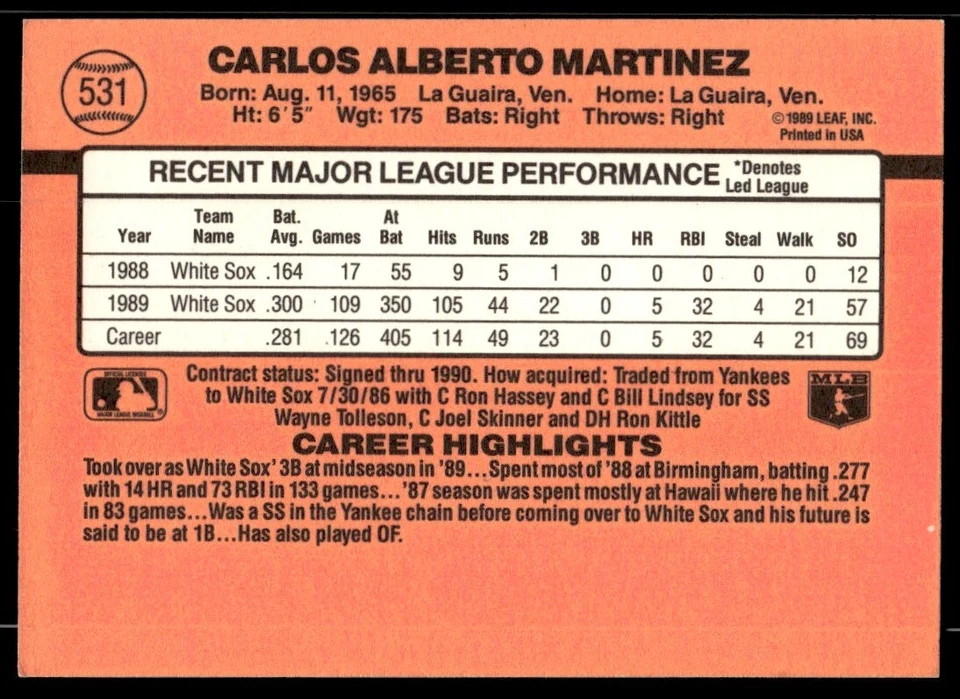 531
CARLOS ALBERTO MARTINEZ
Born: Aug. 11, 1965 La Guaira, Ven. Home: La Guaira, Ven.
Ht: 6'5" Wgt: 175 Bats: Right Throws: Right
©1989 LEAF, INC.
Printed in USA
RECENT MAJOR LEAGUE PERFORMANCE
*Denotes
Led League
Year Team Name Bat. Avg. Games At Bat Hits Runs 2B 3B HR RBI Steal Walk SO
1988 White Sox .164 17 55 9 5 1 0 0 0 0 0 12
1989 White Sox .300 109 350 105 44 22 0 5 32 4 21 57
Career .281 .126 405 114 49 23 0 5 32 4 21 69
OFFICIAL LICENSEE
MAJOR LEAGUE BASEBALL
®
Contract status: Signed thru 1990. How acquired: Traded from Yankees
to White Sox 7/30/86 with C Ron Hassey and C Bill Lindsey for SS
Wayne Tolleson, C Joel Skinner and DH Ron Kittle
MLB
CAREER HIGHLIGHTS
Took over as White Sox' 3B at midseason in '89...Spent most of '88 at Birmingham, batting .277
with 14 HR and 73 RBI in 133 games...'87 season was spent mostly at Hawaii where he hit .247
in 83 games...Was a SS in the Yankee chain before coming over to White Sox and his future is
said to be at 1B...Has also played OF.